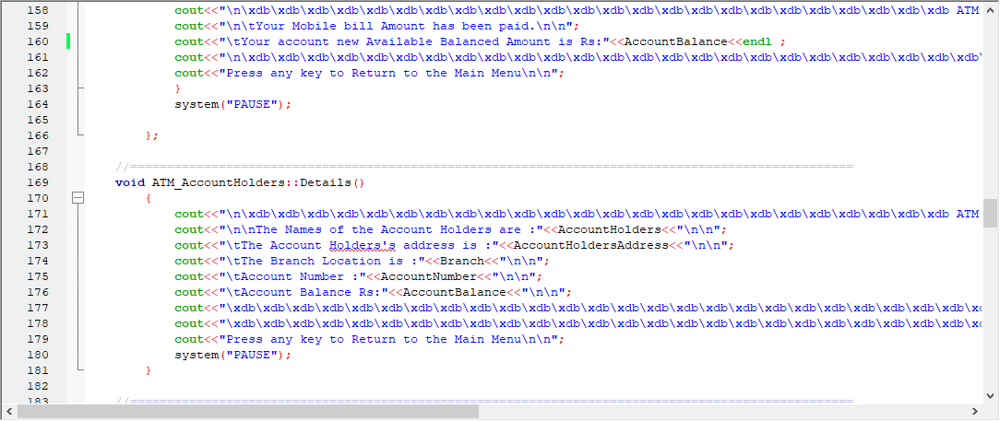 158 cout<<"\n\xdb\xdb\xdb\xdb\xdb\xdb\xdb\xdb\xdb\xdb\xdb\xdb\xdb\xdb\xdb\xdb\xdb\xdb\xdb\xdb\xdb\xdb\xdb\xdb ATM
159 cout<<"\n\tYour Mobile bill Amount has been paid.\n\n";
160 cout<<"\tYour account new Available Balanced Amount is Rs:"<<AccountBalance<<endl ;
161 cout<<"\n\xdb\xdb\xdb\xdb\xdb\xdb\xdb\xdb\xdb\xdb\xdb\xdb\xdb\xdb\xdb\xdb\xdb\xdb\xdb\xdb\xdb\xdb\xdb\xdb\xdb
162 cout<<"Press any key to Return to the Main Menu\n\n";
163 }
164 system("PAUSE");
165
166 };
167
168 //==================================================================================================
169 void ATM_AccountHolders::Details()
170 {
171 cout<<"\n\xdb\xdb\xdb\xdb\xdb\xdb\xdb\xdb\xdb\xdb\xdb\xdb\xdb\xdb\xdb\xdb\xdb\xdb\xdb\xdb\xdb\xdb\xdb\xdb ATM
172 cout<<"\n\nThe Names of the Account Holders are :"<<AccountHolders<<"\n\n";
173 cout<<"\tThe Account Holders's address is :"<<AccountHoldersAddress<<"\n\n";
174 cout<<"\tThe Branch Location is :"<<Branch<<"\n\n";
175 cout<<"\tAccount Number :"<<AccountNumber<<"\n\n";
176 cout<<"\tAccount Balance Rs:"<<AccountBalance<<"\n\n";
177 cout<<"\xdb\xdb\xdb\xdb\xdb\xdb\xdb\xdb\xdb\xdb\xdb\xdb\xdb\xdb\xdb\xdb\xdb\xdb\xdb\xdb\xdb\xdb\xdb\xdb\xdb\x
178 cout<<"\xdb\xdb\xdb\xdb\xdb\xdb\xdb\xdb\xdb\xdb\xdb\xdb\xdb\xdb\xdb\xdb\xdb\xdb\xdb\xdb\xdb\xdb\xdb\xdb\xdb\x
179 cout<<"Press any key to Return to the Main Menu\n\n";
180 system("PAUSE");
181 }
182
183 //==================================================================================================